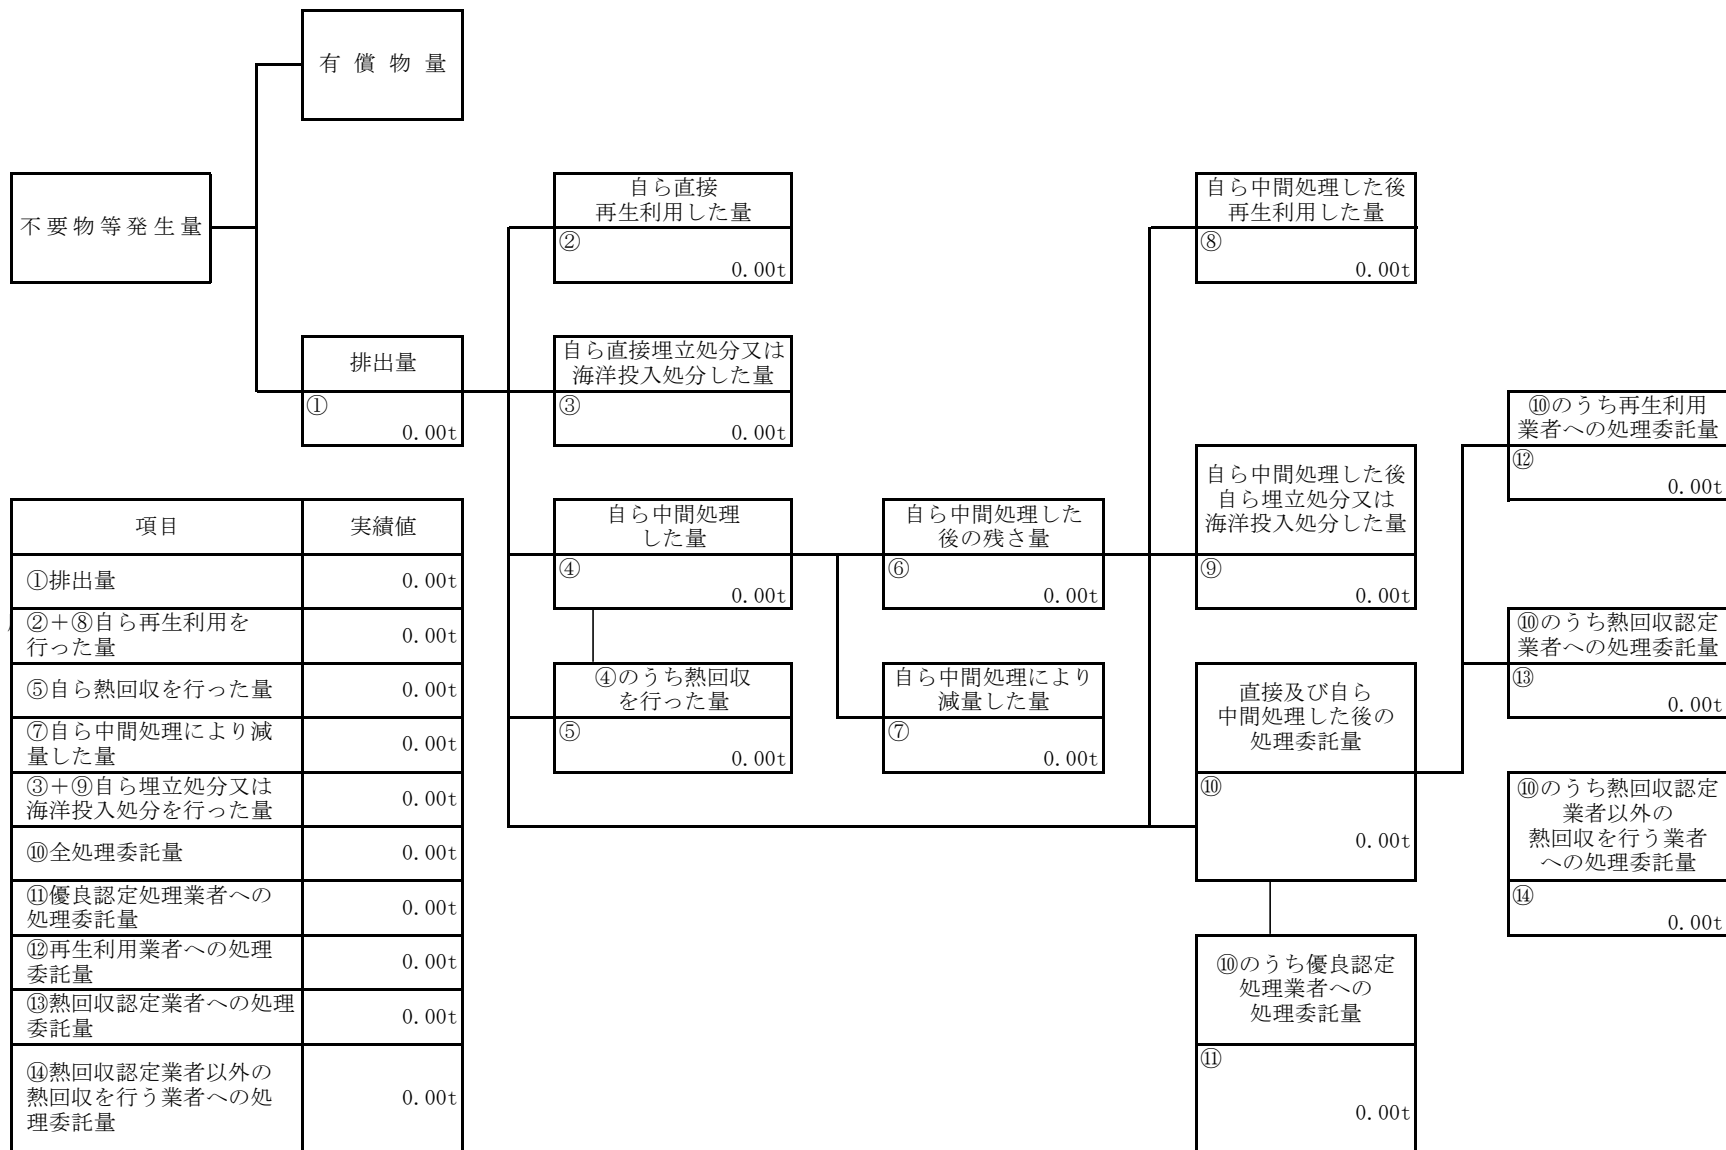 有償物量
不要物等発生量
自ら直接
再生利用した量
②
0.00t
自ら中間処理した後
再生利用した量
⑧
0.00t
排出量
①
0.00t
自ら直接埋立処分又は
海洋投入処分した量
③
0.00t
⑩のうち再生利用
業者への処理委託量
⑫
0.00t
自ら中間処理
した量
④
0.00t
自ら中間処理した
後の残さ量
⑥
0.00t
自ら中間処理した後
自ら埋立処分又は
海洋投入処分した量
⑨
0.00t
⑩のうち熱回収認定
業者への処理委託量
⑬
0.00t
④のうち熱回収
を行った量
⑤
0.00t
自ら中間処理により
減量した量
⑦
0.00t
直接及び自ら
中間処理した後の
処理委託量
⑩
0.00t
⑩のうち熱回収認定
業者以外の
熱回収を行う業者
への処理委託量
⑭
0.00t
⑩のうち優良認定
処理業者への
処理委託量
⑪
0.00t
項目 実績値
①排出量 0.00t
②+⑧自ら再生利用を
行った量 0.00t
⑤自ら熱回収を行った量 0.00t
⑦自ら中間処理により減
量した量 0.00t
③+⑨自ら埋立処分又は
海洋投入処分を行った量 0.00t
⑩全処理委託量 0.00t
⑪優良認定処理業者への
処理委託量 0.00t
⑫再生利用業者への処理
委託量 0.00t
⑬熱回収認定業者への処理
委託量 0.00t
⑭熱回収認定業者以外の
熱回収を行う業者への処
理委託量 0.00t